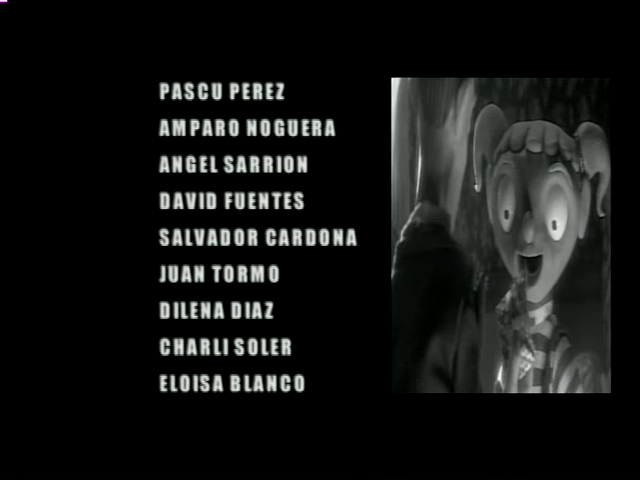 PASCU PEREZ
AMPARO NOGUERA
ANGEL SARRION
DAVID FUENTES
SALVADOR CARDONA
JUAN TORMO
DILENA DIAZ
CHARLI SOLER
ELOISA BLANCO